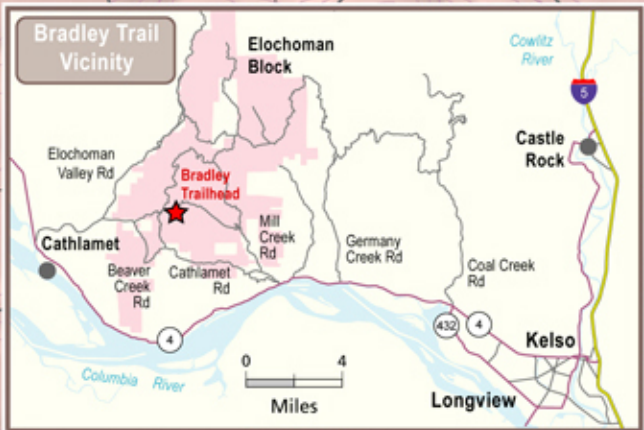 Bradley Trail
Vicinity
Elochoman
Block
Cowlitz
River
5
Castle
Rock
Elochoman
Valley Rd
Bradley
Trailhead
Cathlamet
Mill
Creek
Rd
Germany
Creek Rd
Coal Creek
Rd
Beaver
Creek
Rd
Cathlamet
Rd
4
432
4
Kelso
Columbia River
0
4
Miles
Longview